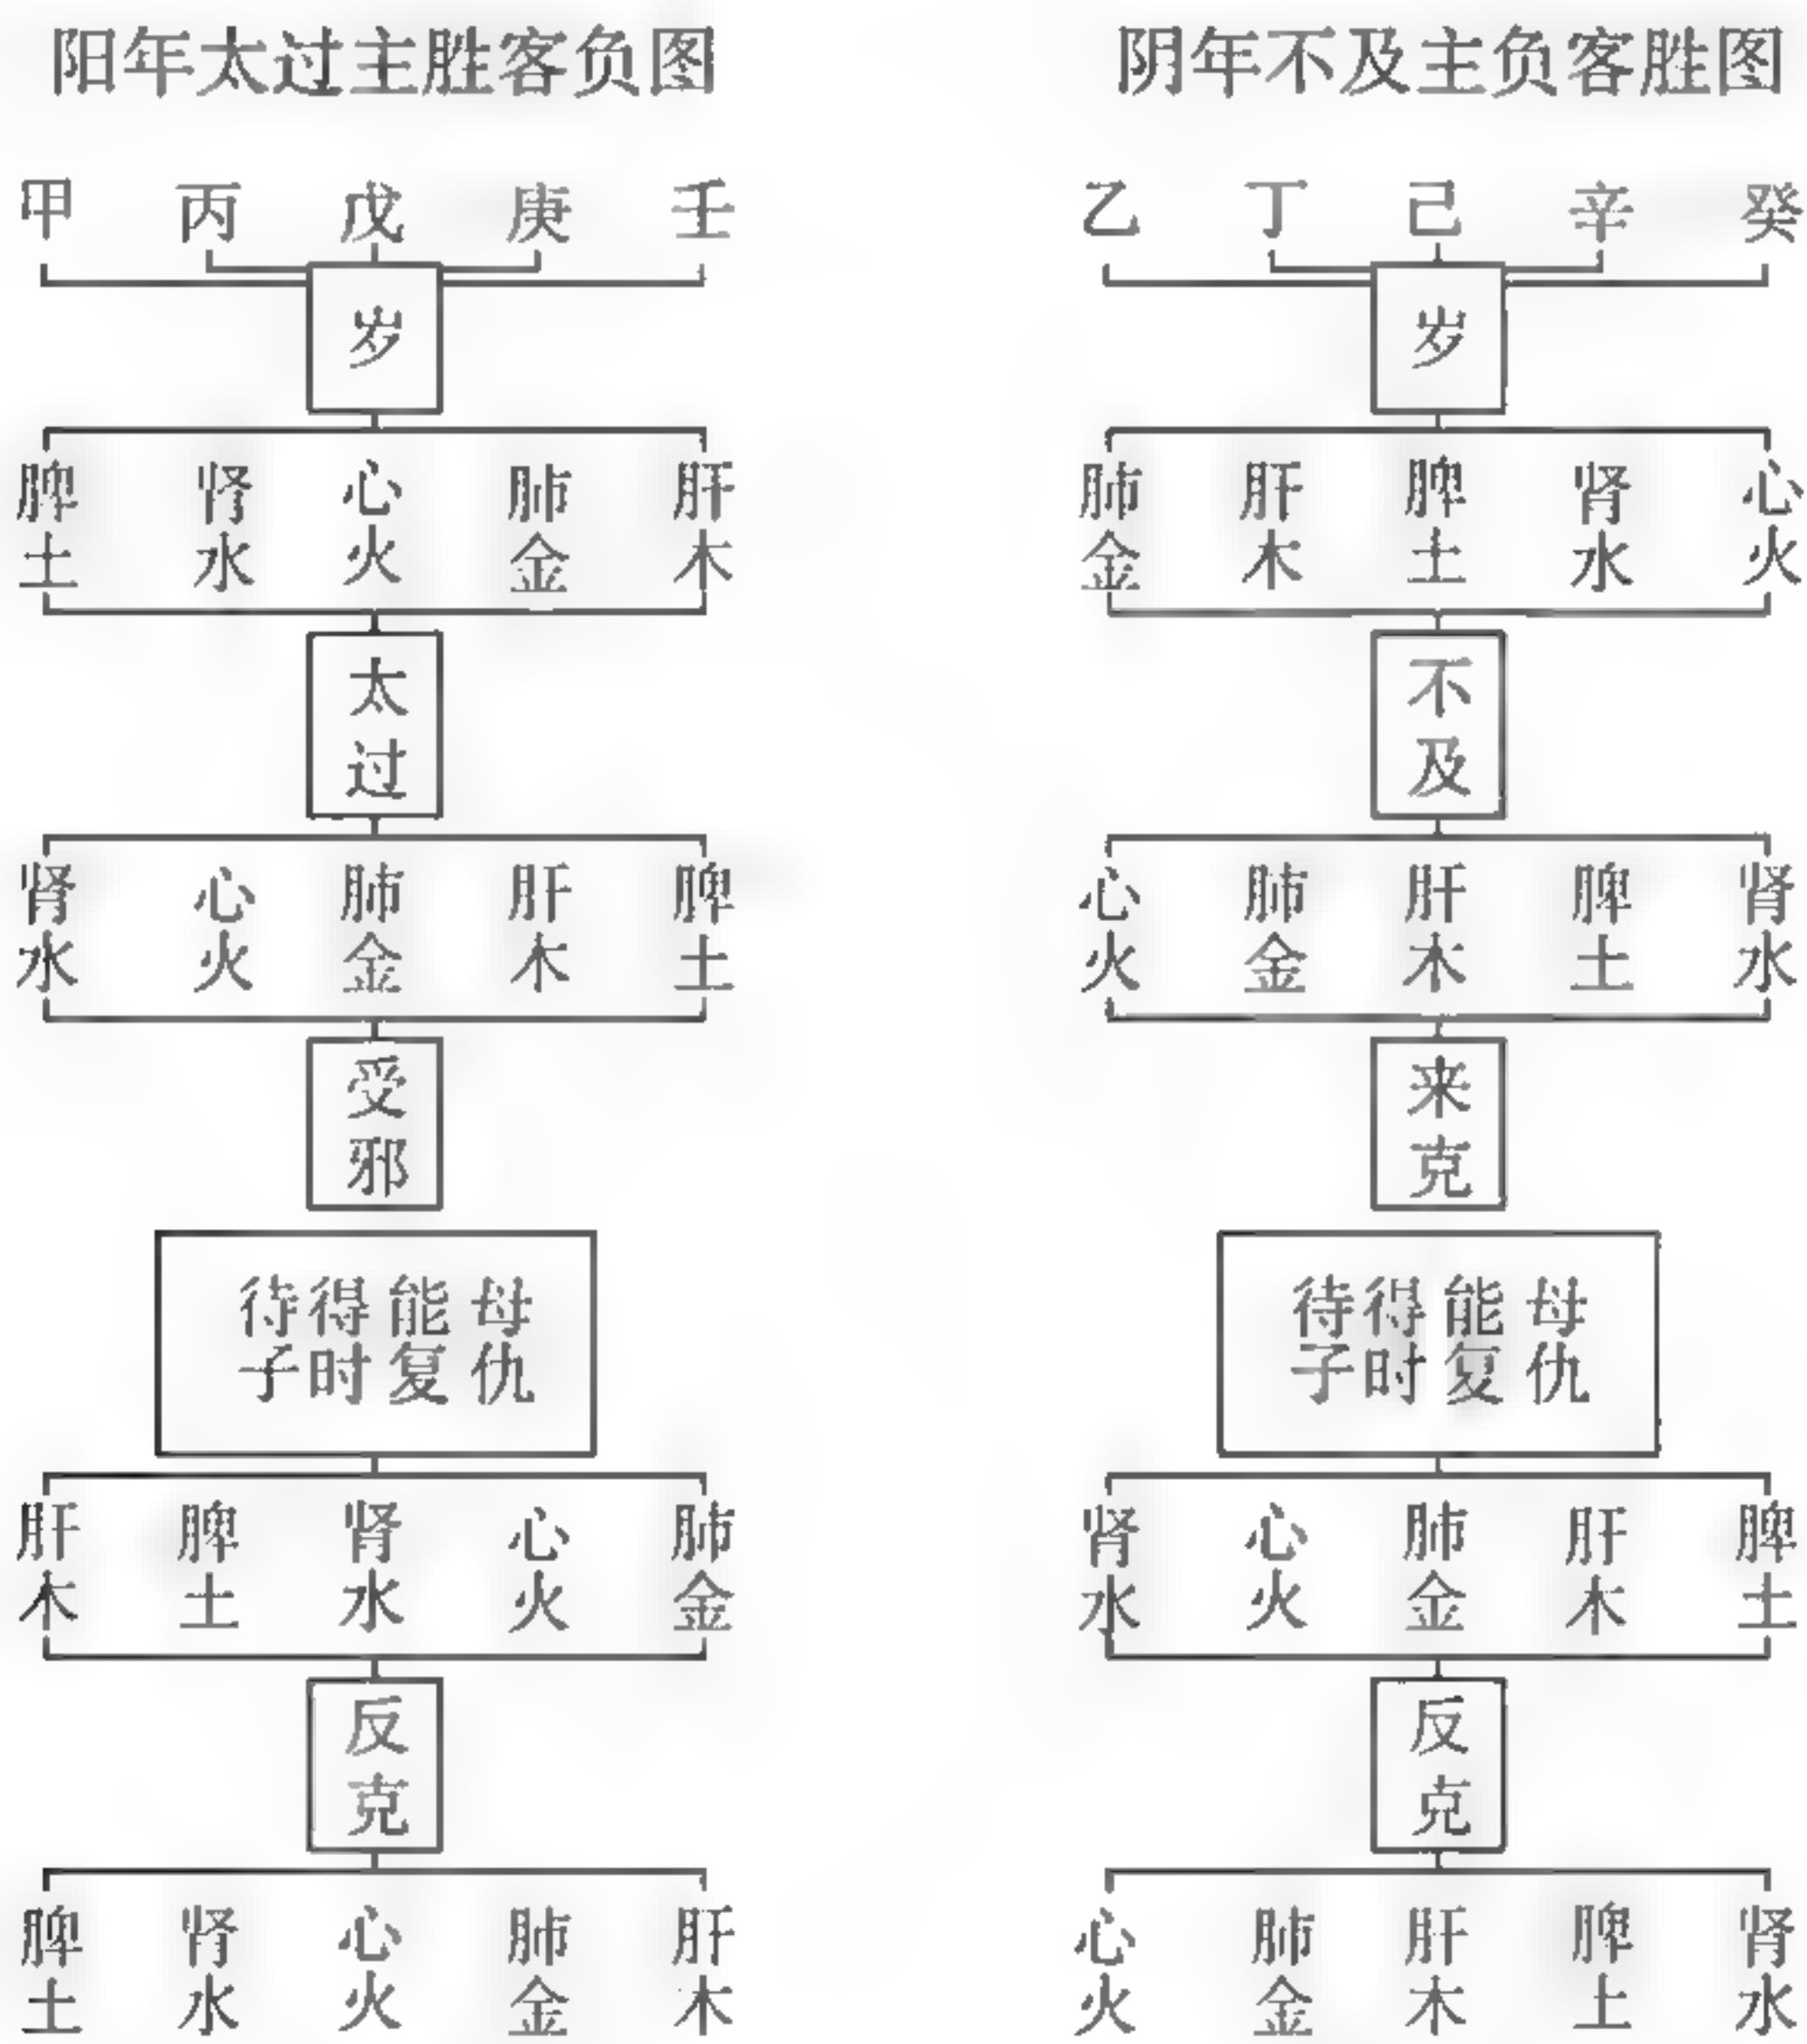 阳年太过主胜客负图
甲 丙 戊 庚 壬
岁
脾土 肾水 心火 肺金 肝木
太过
肾水 心火 肺金 肝木 脾土
受邪
待子 得时 能复 母仇
肝木 脾土 肾水 心火 肺金
反克
脾土 肾水 心火 肺金 肝木
阴年不及主负客胜图
乙 丁 己 辛 癸
岁
肺金 肝木 脾土 肾水 心火
不及
心火 肺金 肝木 脾土 肾水
来克
待子 得时 能复 母仇
肾水 心火 肺金 肝木 脾土
反克
心火 肺金 肝木 脾土 肾水